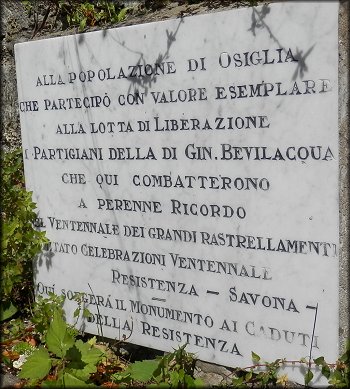 ALLA POPOLAZIONE DI OSIGLIA
CHE PARTECIPÒ CON VALORE ESEMPLARE
ALLA LOTTA DI LIBERAZIONE
I PARTIGIANI DELLA DI GIN. BEVILACQUA
CHE QUI COMBATTERONO
A PERENNE RICORDO
VENTENNALE DEI GRANDI RASTRELLAMENTI
CELEBRAZIONI VENTENNALE
RESISTENZA - SAVONA -
QUI SORGERÀ IL MONUMENTO AI CADUTI
DELLA RESISTENZA